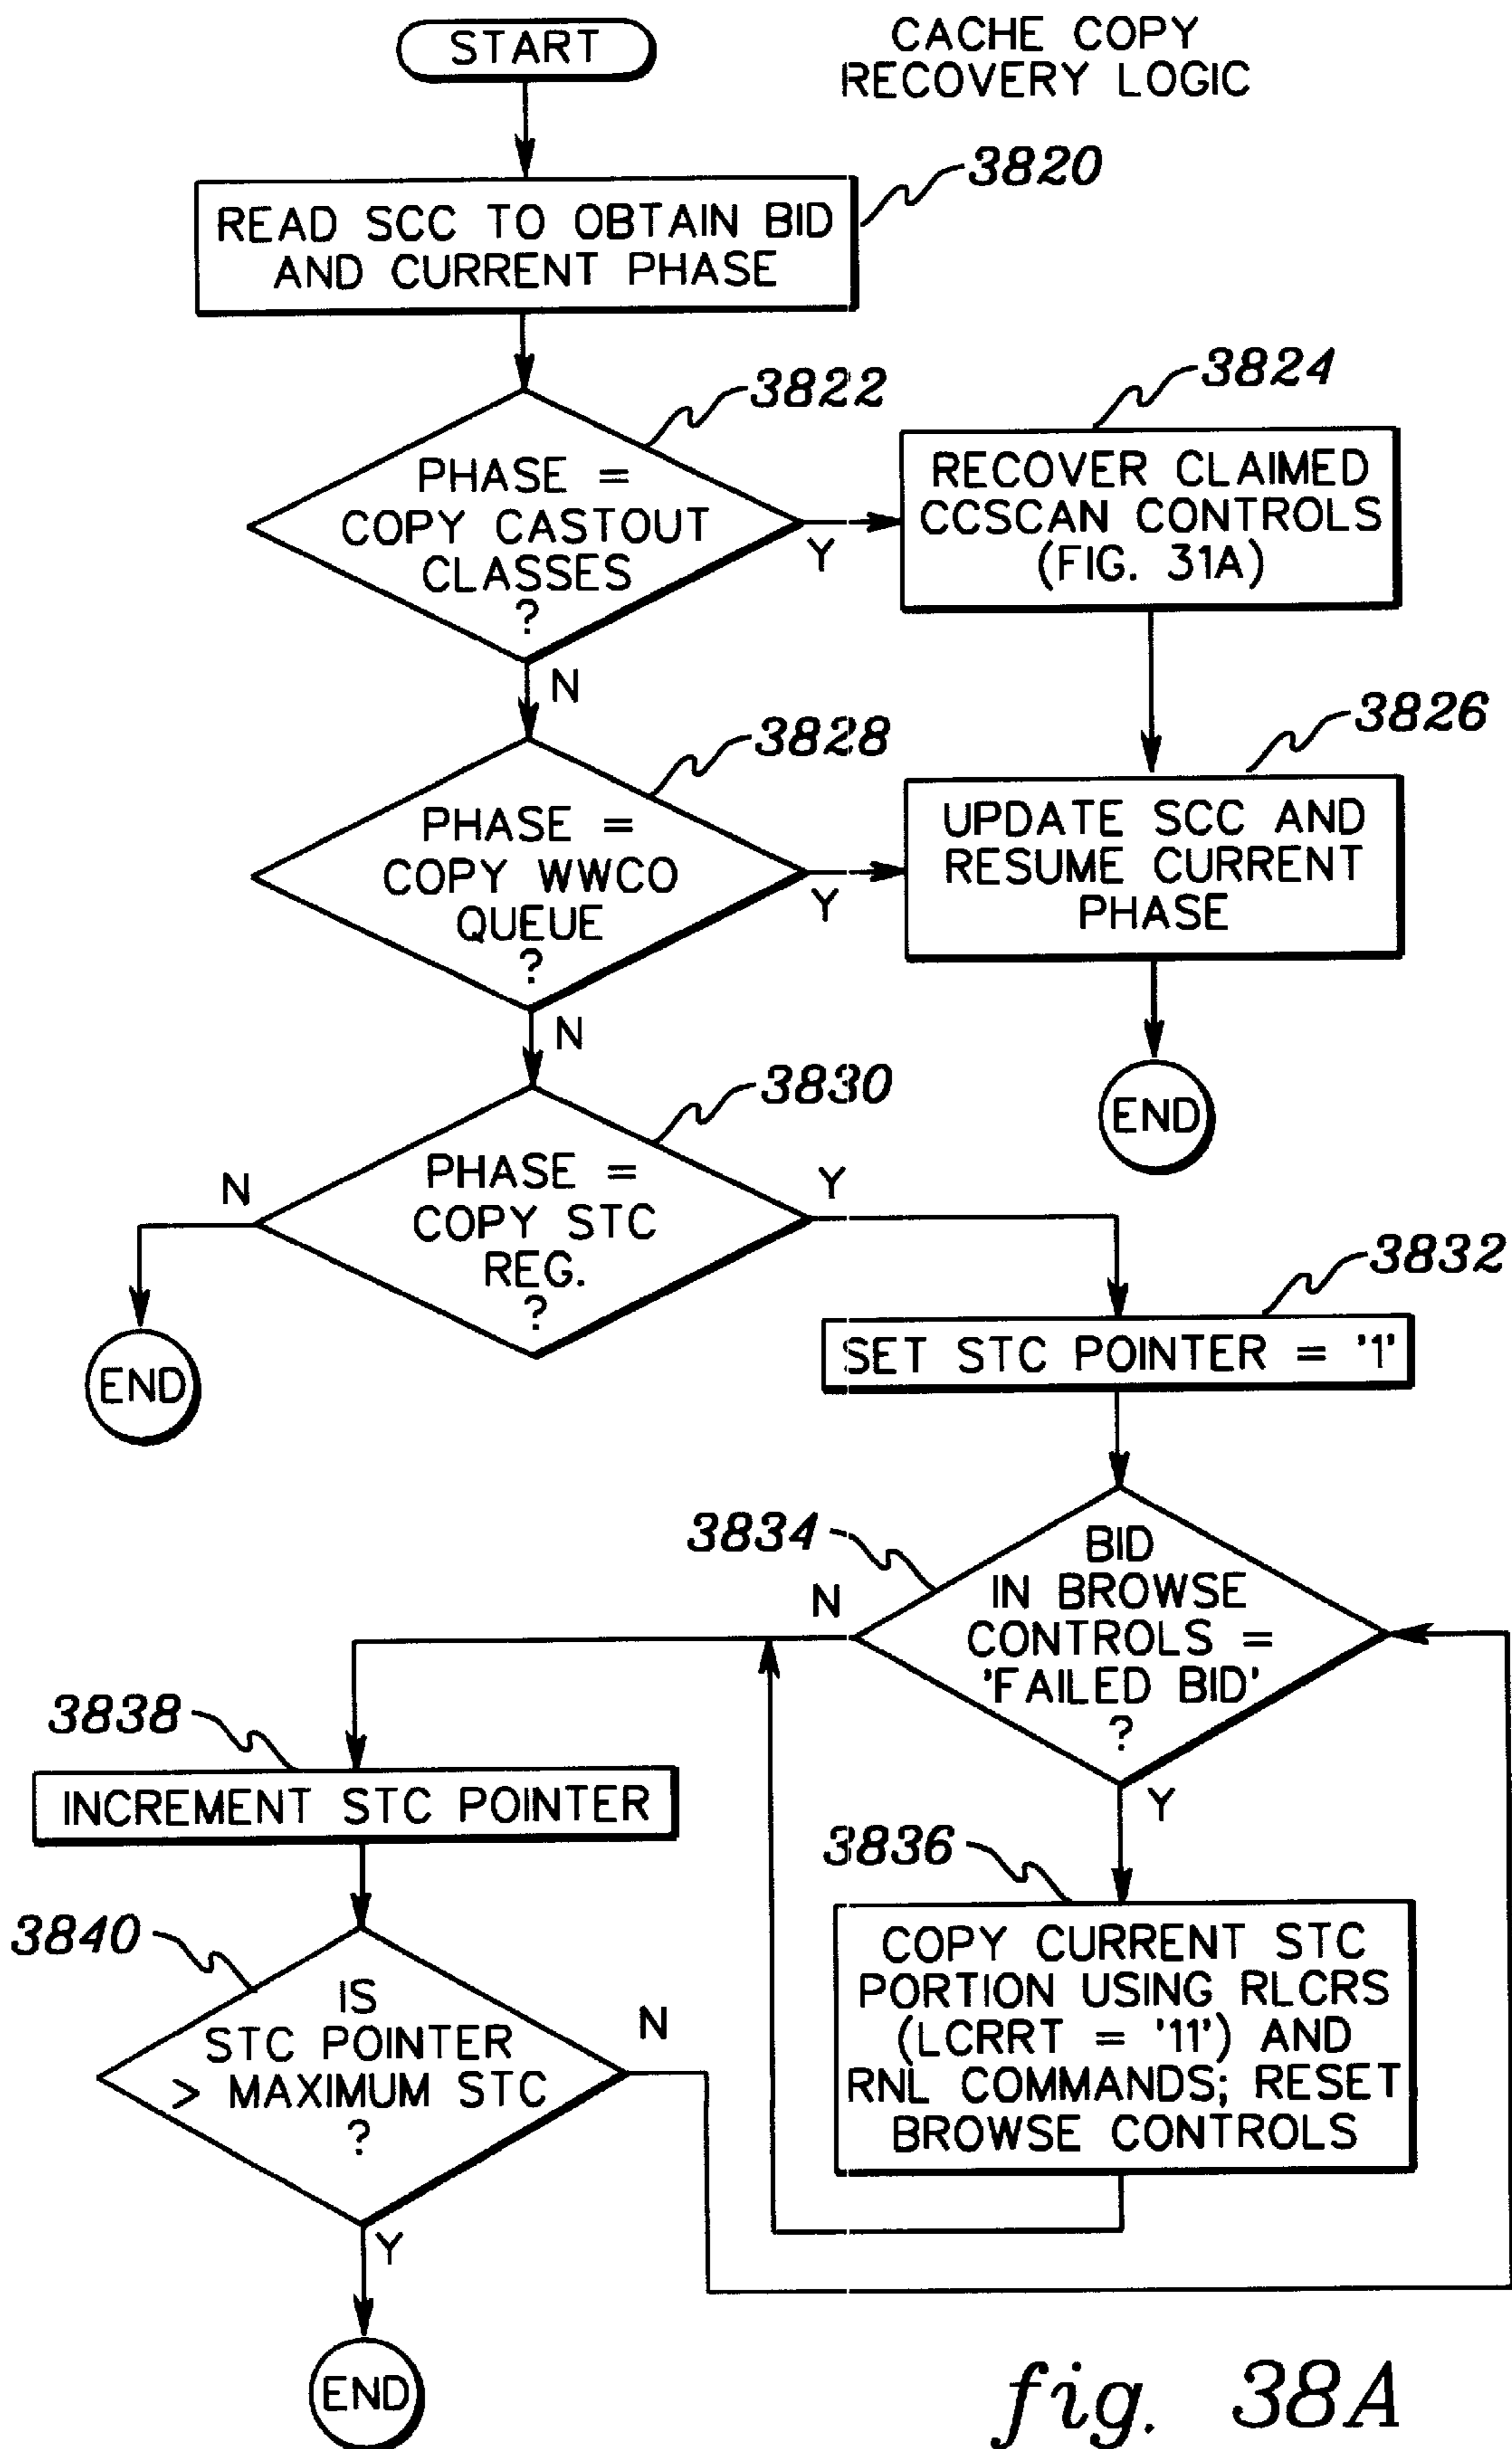 START
CACHE COPY
RECOVERY LOGIC
3820
READ SCC TO OBTAIN BID
AND CURRENT PHASE
3822
PHASE =
COPY CASTOUT
CLASSES
?
Y
N
3824
RECOVER CLAIMED
CCSCAN CONTROLS
(FIG. 31A)
3826
UPDATE SCC AND
RESUME CURRENT
PHASE
END
3828
PHASE =
COPY WWCO
QUEUE
?
Y
N
3830
PHASE =
COPY STC
REG.
?
N
Y
END
3832
SET STC POINTER = '1'
3834
BID
IN BROWSE
CONTROLS =
'FAILED BID'
?
N
Y
3836
COPY CURRENT STC
PORTION USING RLCRS
(LCRRT = '11') AND
RNL COMMANDS; RESET
BROWSE CONTROLS
3838
INCREMENT STC POINTER
3840
IS
STC POINTER
> MAXIMUM STC
?
N
Y
END
fig. 38A